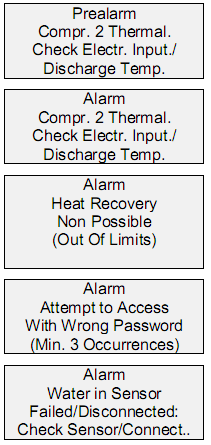 Prealarm
Compr. 2 Thermal.
Check Electr. Input./
Discharge Temp.
Alarm
Compr. 2 Thermal.
Check Electr. Input./
Discharge Temp.
Alarm
Heat Recovery
Non Possible
(Out Of Limits)
Alarm
Attempt to Access
With Wrong Password
(Min. 3 Occurrences)
Alarm
Water in Sensor
Failed/Disconnected:
Check Sensor/Connect..